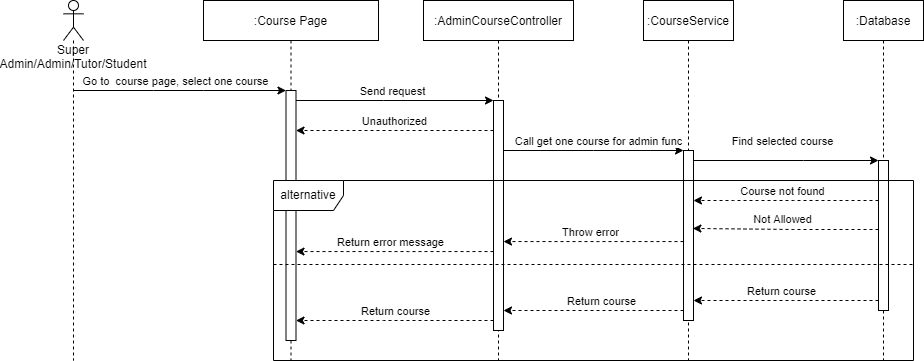 :Course Page
:AdminCourseController
:CourseService
:Database
Super
Admin/Admin/Tutor/Student
Go to course page, select one course
Send request
Unauthorized
Call get one course for admin func
Find selected course
alternative
Course not found
Not Allowed
Throw error
Return error message
Return course
Return course
Return course